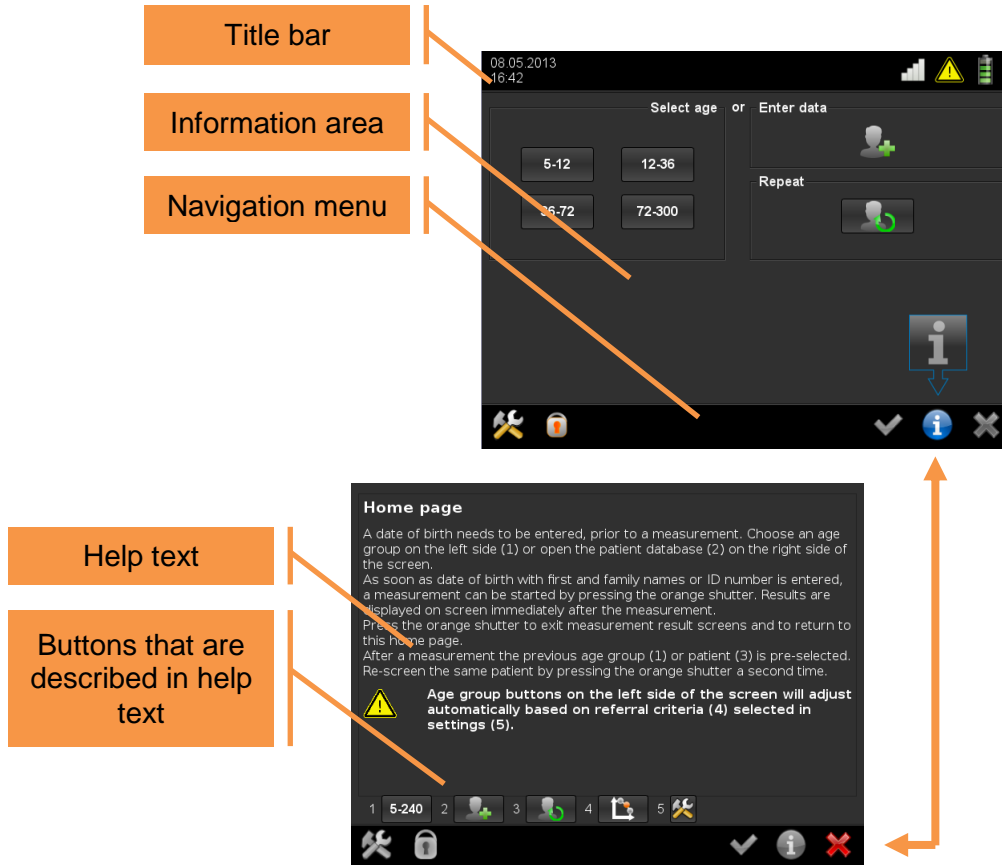 Title bar
08.05.2013
16:42
Information area
Select age or Enter data
5-12 12-36
Repeat
Navigation menu
36-72 72-300
Home page
A date of birth needs to be entered, prior to a measurement. Choose an age
group on the left side (1) or open the patient database (2) on the right side of
the screen.
As soon as date of birth with first and family names or ID number is entered,
a measurement can be started by pressing the orange shutter. Results are
displayed on screen immediately after the measurement.
Press the orange shutter to exit measurement result screens and to return to
this home page.
After a measurement the previous age group (1) or patient (3) is pre-selected.
Re-screen the same patient by pressing the orange shutter a second time.
Help text
Age group buttons on the left side of the screen will adjust
automatically based on referral criteria (4) selected in
settings (5).
Buttons that are
described in help
text
1 5-240 2 3 4 5